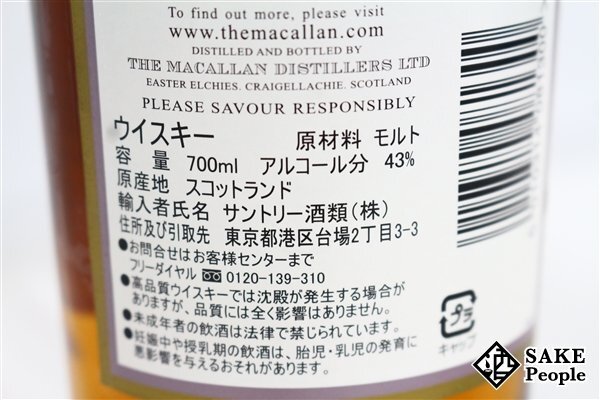 To find out more, please visit
www.themacallan.com
DISTILLED AND BOTTLED BY
THE MACALLAN DISTILLERS LTD
EASTER ELCHIES, CRAIGELLACHIE, SCOTLAND
PLEASE SAVOUR RESPONSIBLY
ウイスキー 原材料 モルト
容 量 700ml アルコール分 43%
原産地 スコットランド
輸入者氏名 サントリー酒類(株)
住所及び引取先 東京都港区台場2丁目3-3
●お問合せはお客様センターまで
フリーダイヤル 0120-139-310
●高品質ウイスキーでは沈殿が発生する場合が
ありますが、品質には全く影響はありません。
●未成年者の飲酒は法律で禁じられています。
●妊娠中や授乳期の飲酒は、胎児・乳児の発育に
悪影響を与えるおそれがあります。
プラ
キャップ
SAKE
People